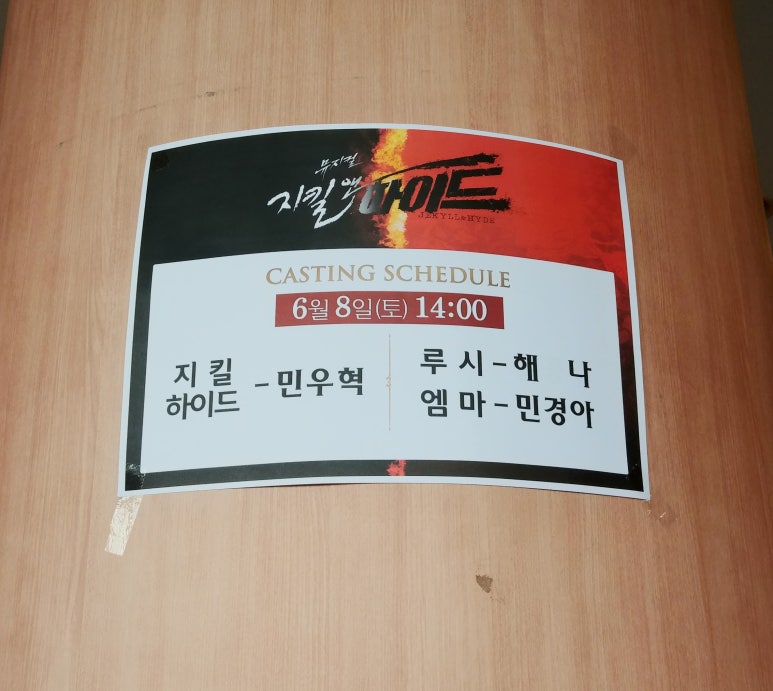 뮤지컬
지킬앤하이드
JEKYLL&HYDE
CASTING SCHEDULE
6월 8일(토) 14:00
지킬
하이드 - 민우혁
루시 - 해나
엠마 - 민경아